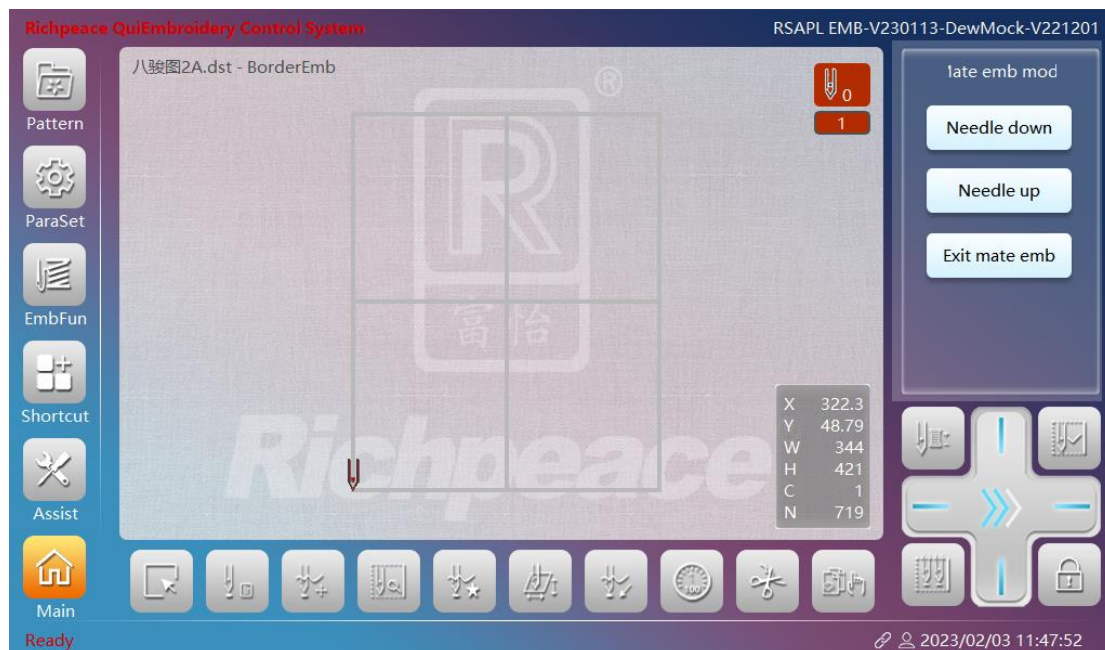 Richpeace QuiEmbroidery Control System
RSAPL EMB-V230113-DewMock-V221201
八骏图2A.dst - BorderEmb
®
R
富怡
Richpeace
0
1
X 322.3
Y 48.79
W 344
H 421
C 1
N 719
Pattern
ParaSet
EmbFun
Shortcut
Assist
Main
late emb mod
Needle down
Needle up
Exit mate emb
G
1
100
Ready
2023/02/03 11:47:52